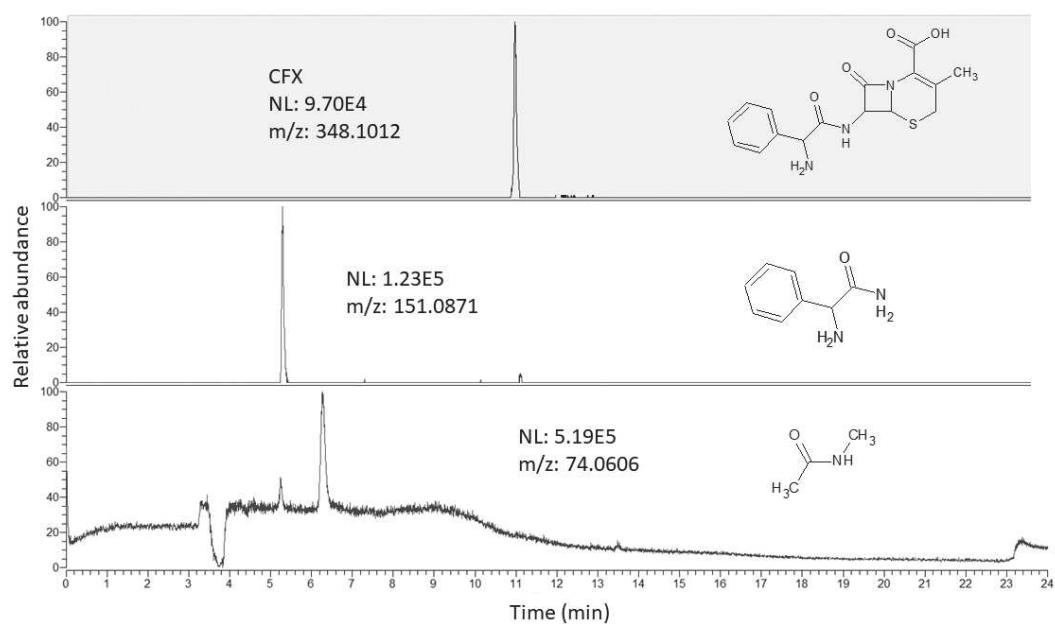 Relative abundance
100
80
60
40
20
0
CFX
NL: 9.70E4
m/z: 348.1012
O
OH
O
N
CH3
O
N
H
S
H2N
100
80
60
40
20
0
NL: 1.23E5
m/z: 151.0871
O
N
H2
H2N
100
80
60
40
20
0
NL: 5.19E5
m/z: 74.0606
O
CH3
NH
H3C
0 1 2 3 4 5 6 7 8 9 10 11 12 13 14 15 16 17 18 19 20 21 22 23 24
Time (min)